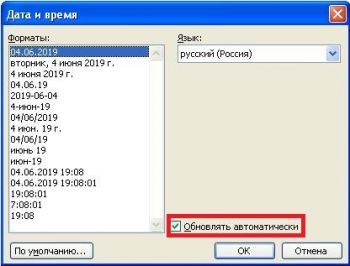 Дата и время
Форматы:
04.06.2019
вторник, 4 июня 2019 г.
4 июня 2019 г.
04.06.19
2019-06-04
4-июн-19
04/06/2019
4 июн. 19 г.
04/06/19
июнь 19
июн-19
04.06.2019 19:08
04.06.2019 19:08:01
19:08:01
7:08:01
19:08
Язык:
русский (Россия)
Обновлять автоматически
По умолчанию...
ОК
Отмена